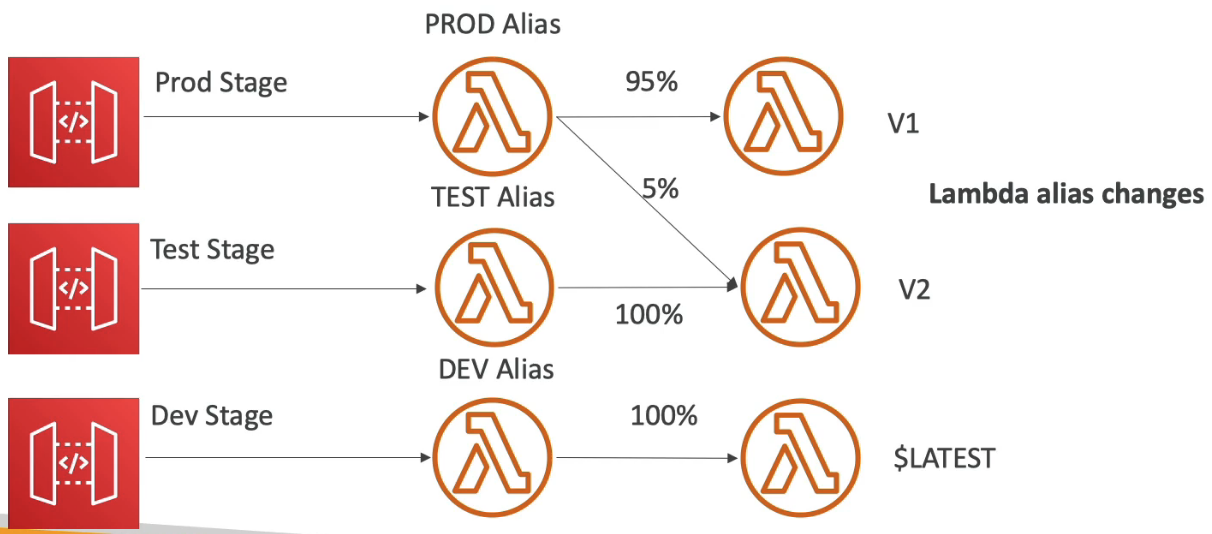 PROD Alias
Prod Stage
95%
V1
</>
TEST Alias
5%
Lambda alias changes
Test Stage
</>
100%
V2
DEV Alias
Dev Stage
100%
</>
$LATEST